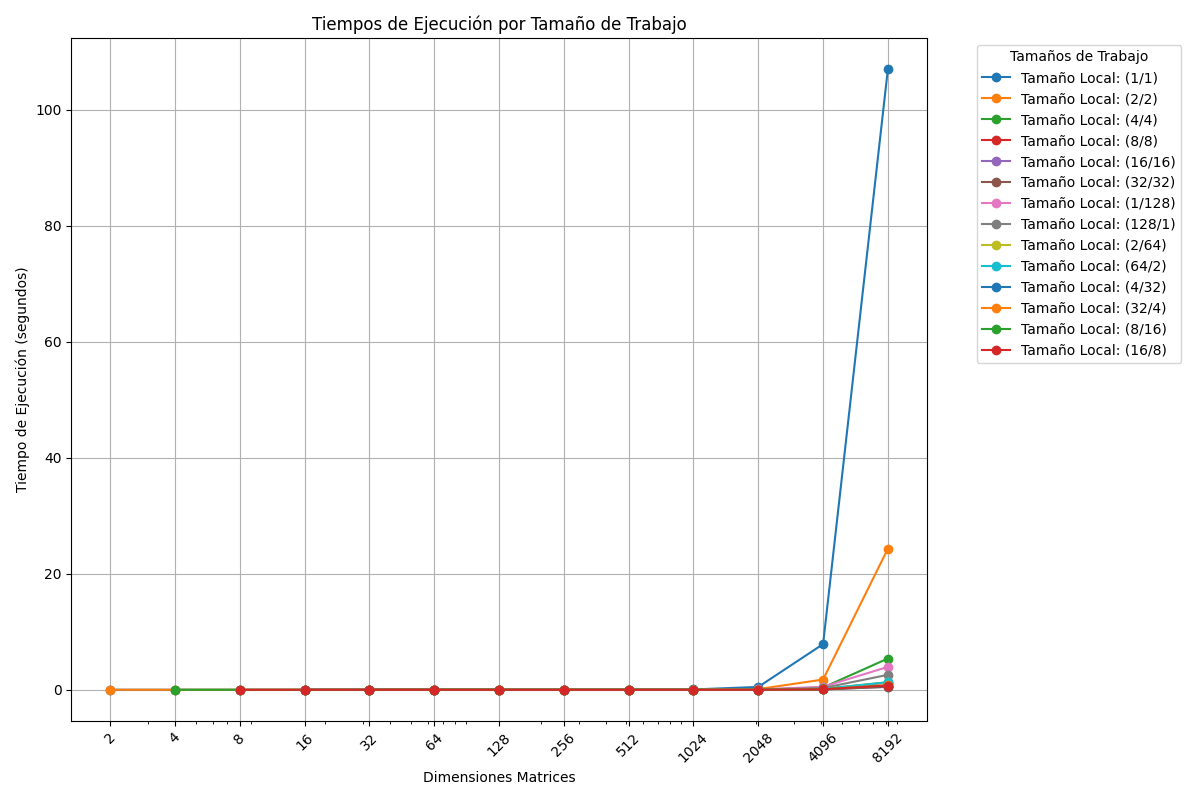 Tiempos de Ejecución por Tamaño de Trabajo
Tiempo de Ejecución (segundos)
100
80
60
40
20
0
2
4
8
16
32
64
128
256
512
1024
2048
4096
8192
Dimensiones Matrices
Tamaños de Trabajo
Tamaño Local: (1/1)
Tamaño Local: (2/2)
Tamaño Local: (4/4)
Tamaño Local: (8/8)
Tamaño Local: (16/16)
Tamaño Local: (32/32)
Tamaño Local: (1/128)
Tamaño Local: (128/1)
Tamaño Local: (2/64)
Tamaño Local: (64/2)
Tamaño Local: (4/32)
Tamaño Local: (32/4)
Tamaño Local: (8/16)
Tamaño Local: (16/8)